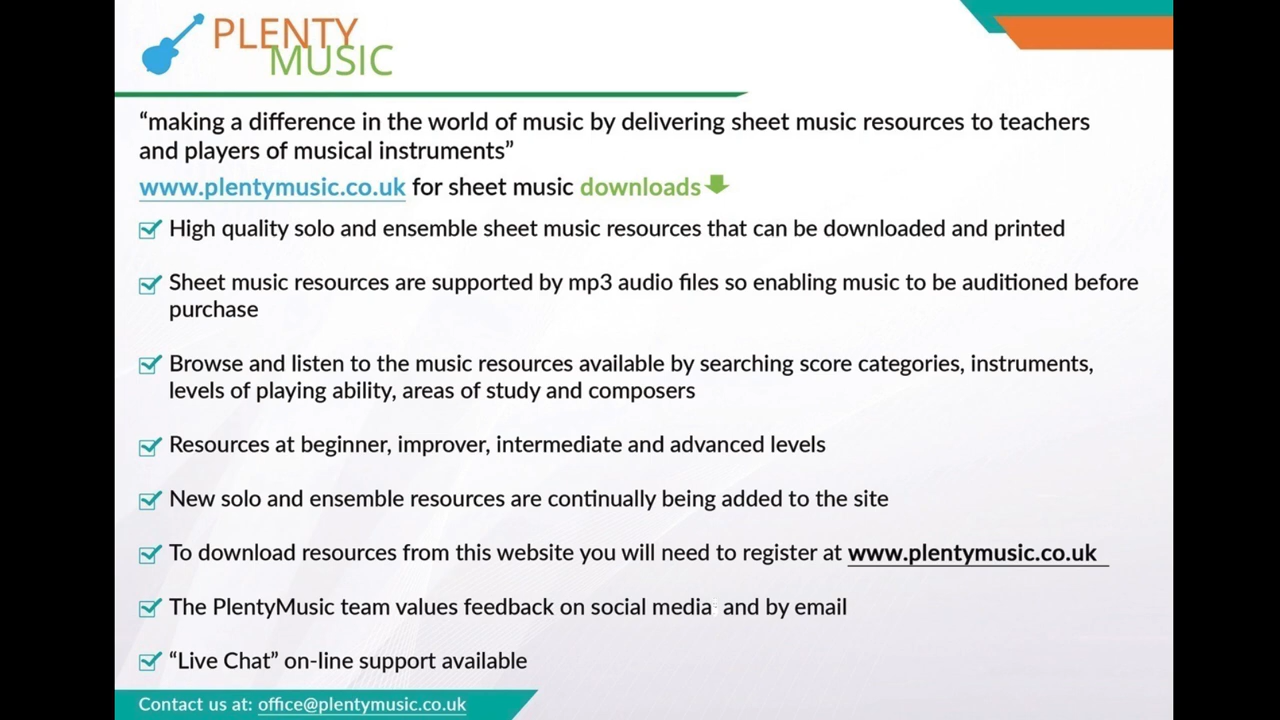 PLENTY
MUSIC
“making a difference in the world of music by delivering sheet music resources to teachers
and players of musical instruments”
www.plentymusic.co.uk for sheet music downloads
High quality solo and ensemble sheet music resources that can be downloaded and printed
Sheet music resources are supported by mp3 audio files so enabling music to be auditioned before
purchase
Browse and listen to the music resources available by searching score categories, instruments,
levels of playing ability, areas of study and composers
Resources at beginner, improver, intermediate and advanced levels
New solo and ensemble resources are continually being added to the site
To download resources from this website you will need to register at www.plentymusic.co.uk
The PlentyMusic team values feedback on social media and by email
“Live Chat” on-line support available
Contact us at: office@plentymusic.co.uk